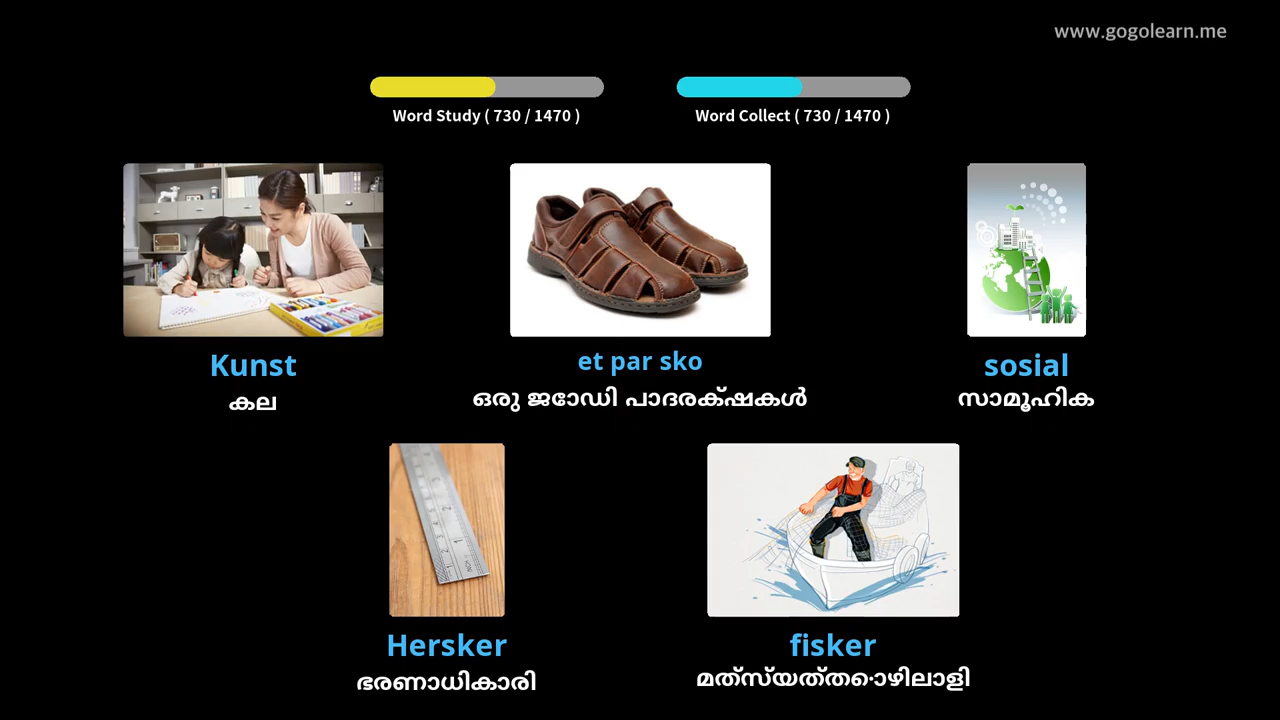 www.gogolearn.me
Word Study ( 730 / 1470 )
Word Collect ( 730 / 1470 )
Kunst
കല
et par sko
ഒരു ജോഡി പാദരക്ഷകൾ
sosial
സാമൂഹിക
Hersker
ഭരണാധികാരി
fisker
മത്സ്യത്തൊഴിലാളി